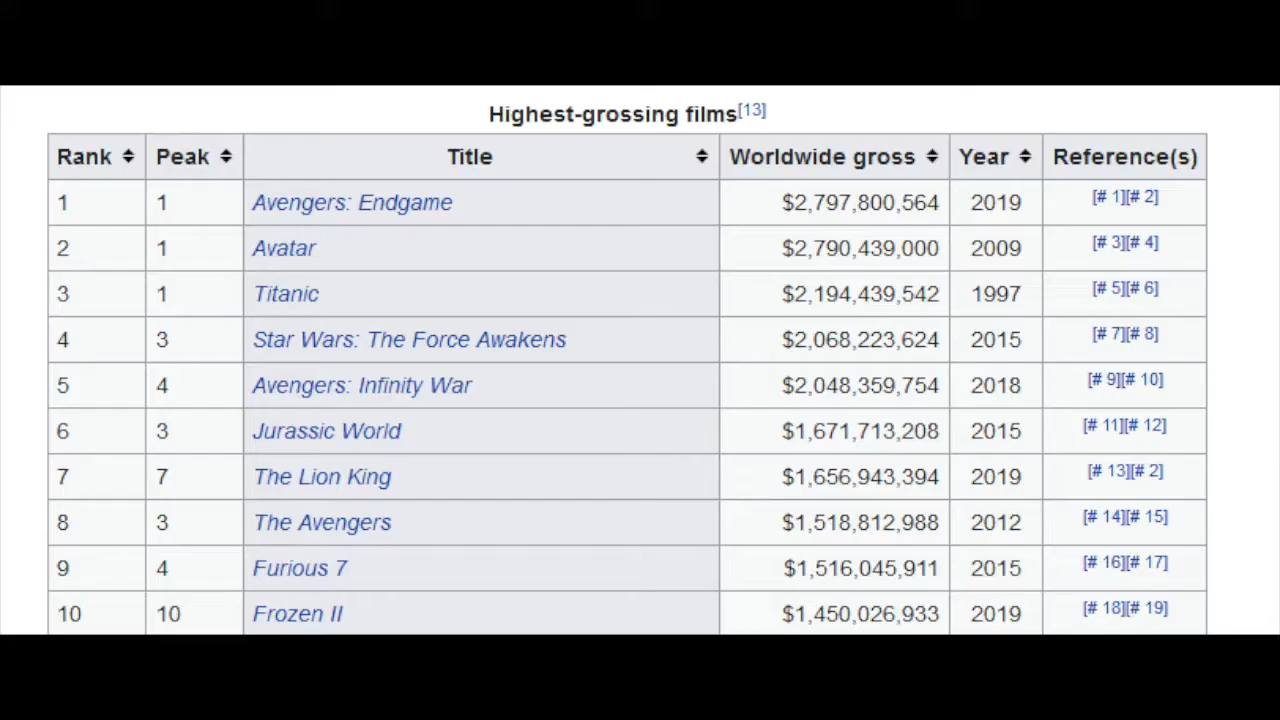 Highest-grossing films[13]
Rank Peak Title Worldwide gross Year Reference(s)
1 1 Avengers: Endgame $2,797,800,564 2019 [# 1][# 2]
2 1 Avatar $2,790,439,000 2009 [# 3][# 4]
3 1 Titanic $2,194,439,542 1997 [# 5][# 6]
4 3 Star Wars: The Force Awakens $2,068,223,624 2015 [# 7][# 8]
5 4 Avengers: Infinity War $2,048,359,754 2018 [# 9][# 10]
6 3 Jurassic World $1,671,713,208 2015 [# 11][# 12]
7 7 The Lion King $1,656,943,394 2019 [# 13][# 2]
8 3 The Avengers $1,518,812,988 2012 [# 14][# 15]
9 4 Furious 7 $1,516,045,911 2015 [# 16][# 17]
10 10 Frozen II $1,450,026,933 2019 [# 18][# 19]